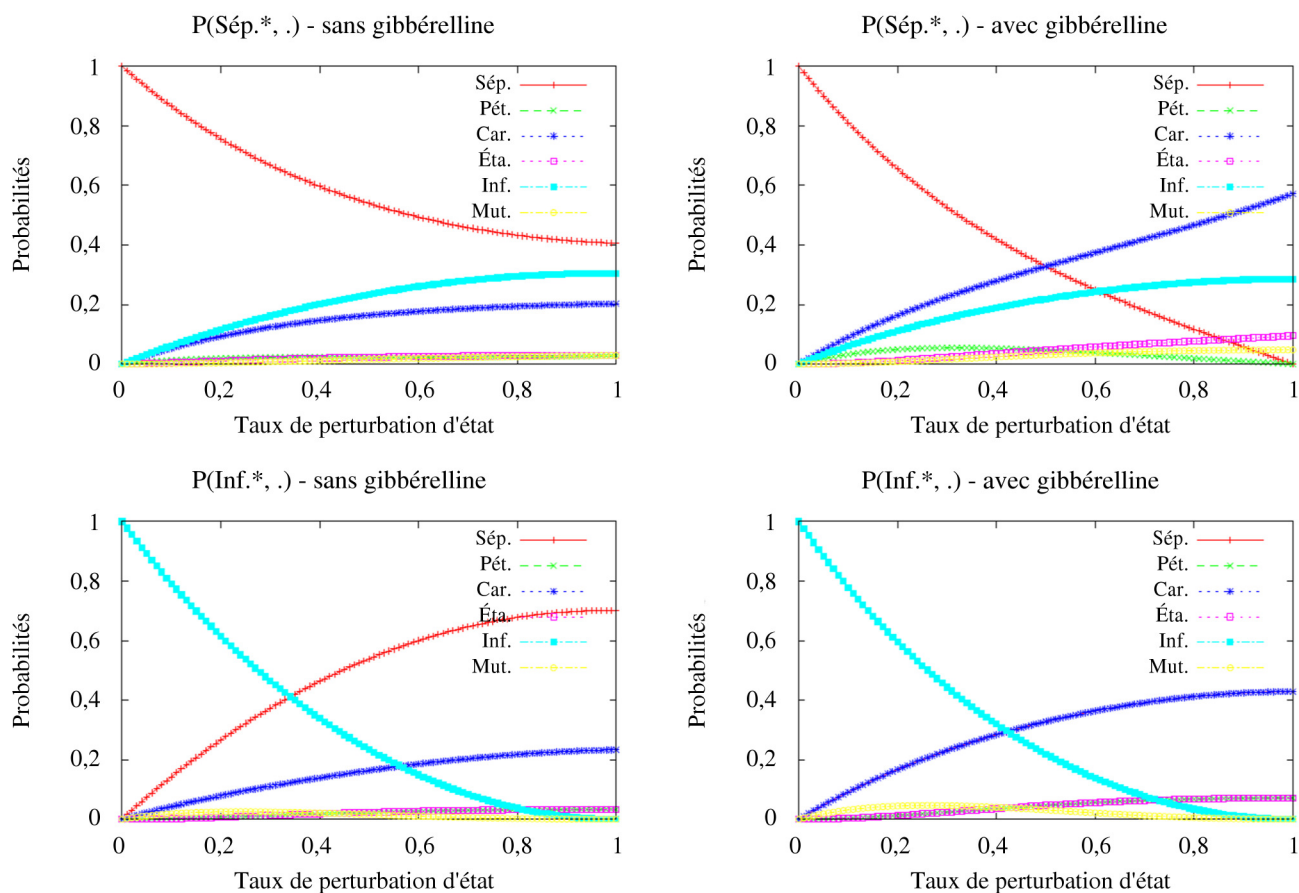 P(Sép.*, .) - sans gibbérelline
Probabilités
1
0,8
0,6
0,4
0,2
0
Sép.
Pét.
Car.
Éta.
Inf.
Mut.
0 0,2 0,4 0,6 0,8 1
Taux de perturbation d'état
P(Sép.*, .) - avec gibbérelline
Probabilités
1
0,8
0,6
0,4
0,2
0
Sép.
Pét.
Car.
Éta.
Inf.
Mut.
0 0,2 0,4 0,6 0,8 1
Taux de perturbation d'état
P(Inf.*, .) - sans gibbérelline
Probabilités
1
0,8
0,6
0,4
0,2
0
Sép.
Pét.
Car.
Éta.
Inf.
Mut.
0 0,2 0,4 0,6 0,8 1
Taux de perturbation d'état
P(Inf.*, .) - avec gibbérelline
Probabilités
1
0,8
0,6
0,4
0,2
0
Sép.
Pét.
Car.
Éta.
Inf.
Mut.
0 0,2 0,4 0,6 0,8 1
Taux de perturbation d'état